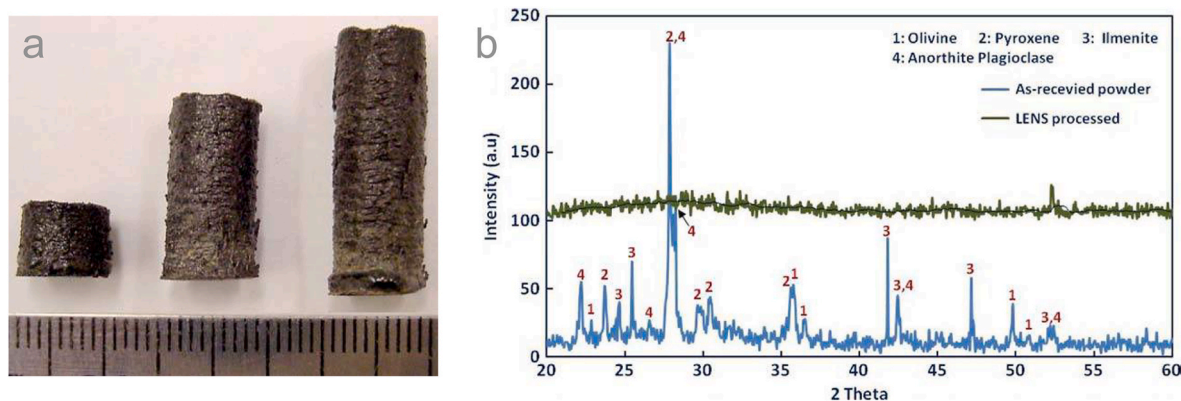 a
b
250
200
150
100
50
0
Intensity (a.u)
1: Olivine 2: Pyroxene 3: Ilmenite
4: Anorthite Plagioclase
As-recevied powder
LENS processed
2,4
4
1
2
3
3
4
4
2
2
2
1
1
3
3,4
3
1
1
3,4
20 25 30 35 40 45 50 55 60
2 Theta